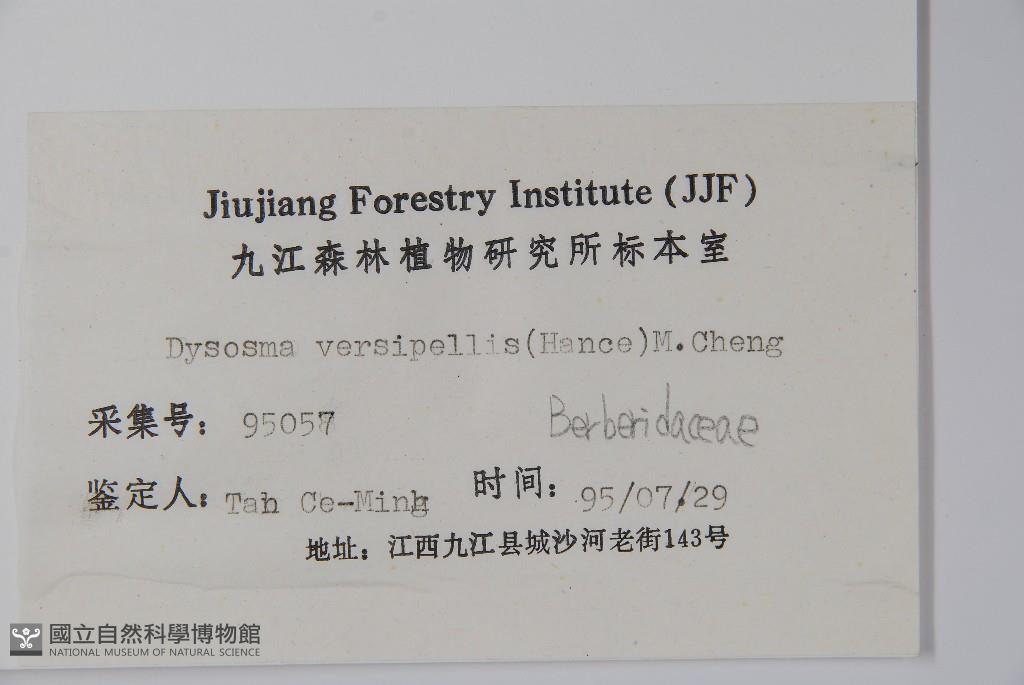 Jiujiang Forestry Institute (JJF)
九江森林植物研究所标本室
Dysosma versipellis(Hance)M.Cheng
采集号: 95057 Berberidaceae
鉴定人: Tan Ce-Ming 时间: 95/07/29
地址: 江西九江县城沙河老街143号
國立自然科學博物館
NATIONAL MUSEUM OF NATURAL SCIENCE